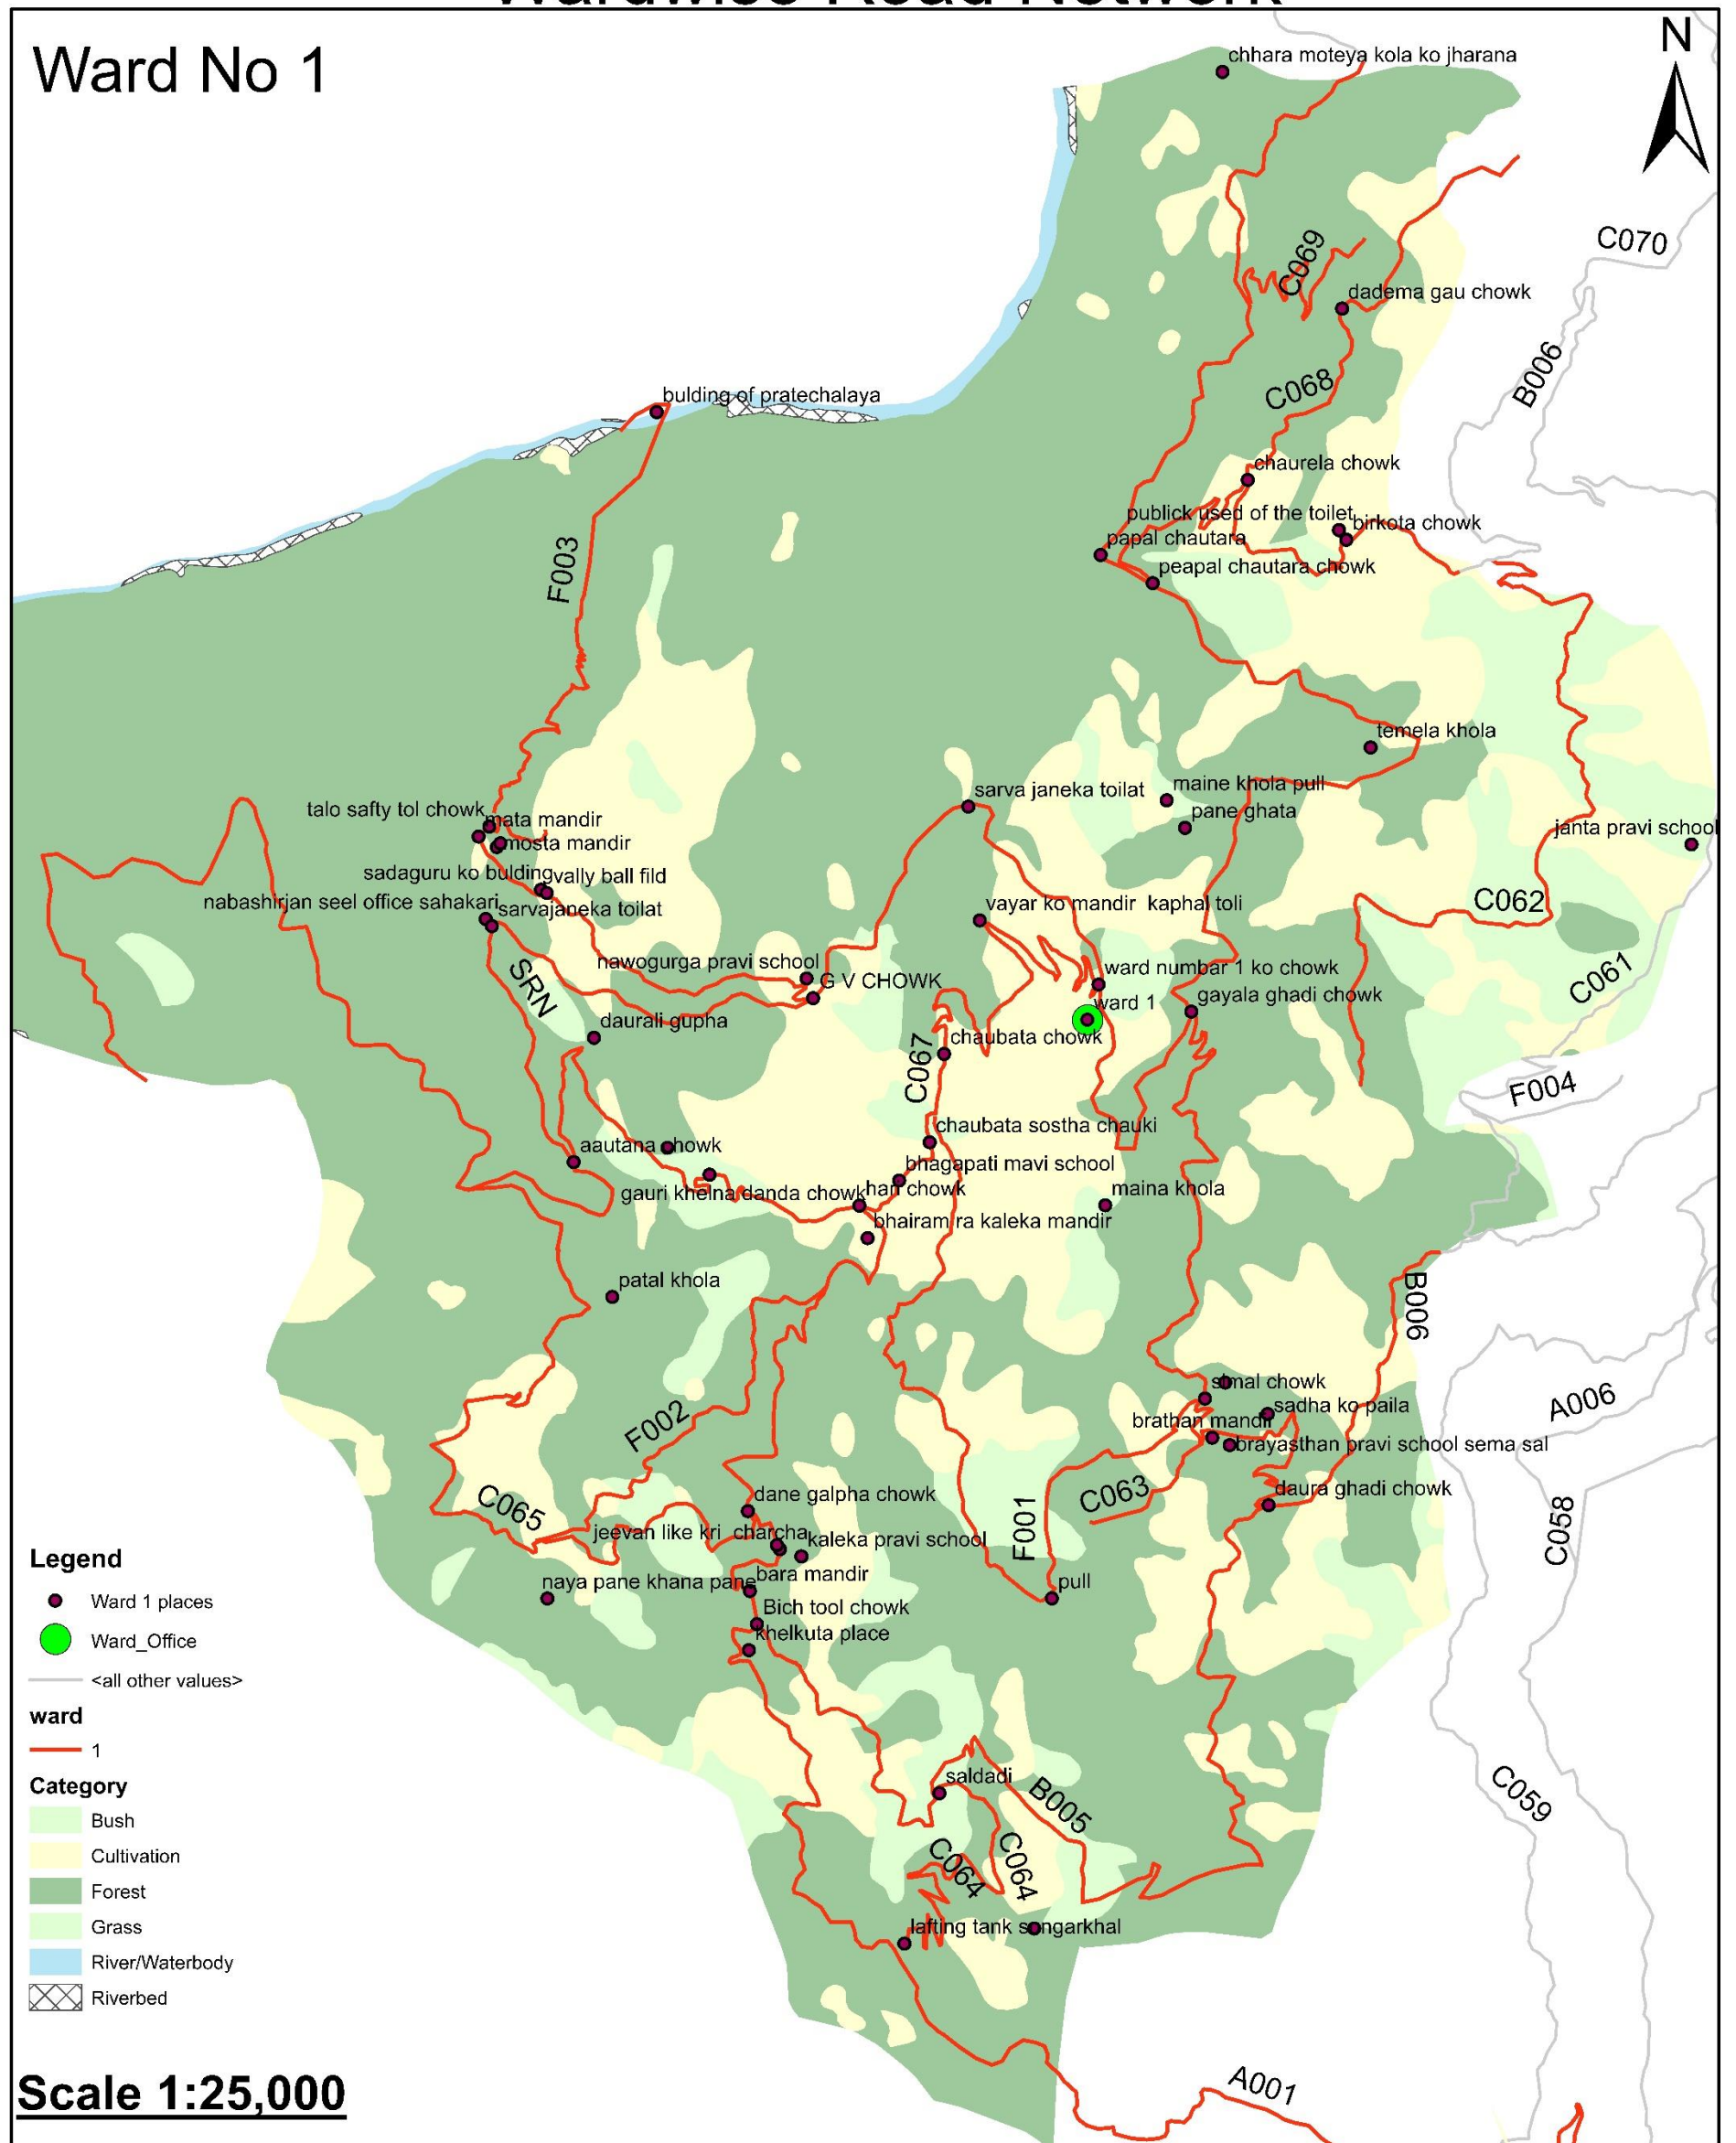 Wardwise Road Network
Ward No 1
N
chhara moteya kola ko jharana
C070
C069
dadema gau chowk
B006
C068
bulding of pratechalaya
chaurela chowk
publick used of the toilet
birkota chowk
papal chautara
peapal chautara chowk
F003
temela khola
sarva janeka toilat
maine khola pull
pane ghata
talo safty tol chowk
mata mandir
mosta mandir
janta pravi school
sadaguru ko bulding
vally ball fild
nabashirjan seel office sahakari
sarvajaneka toilat
vayar ko mandir kaphal toli
C062
nawogurga pravi school
G V CHOWK
ward numbar 1 ko chowk
ward 1
gayala ghadi chowk
C061
SRN
daurali gupha
chaubata chowk
C067
F004
chaubata sostha chauki
aautana chowk
bhagapati mavi school
gauri khelna danda chowk
han chowk
maina khola
bhairam ra kaleka mandir
patal khola
B006
simal chowk
sadha ko paila
A006
brathan mandir
brayasthan pravi school sema sal
F002
C065
dane galpha chowk
C063
daura ghadi chowk
F001
C058
jeevan like kri charcha
kaleka pravi school
naya pane khana pane
bara mandir
pull
Bich tool chowk
khelkuta place
saldadi
B005
C059
C064
C064
lafting tank songarkhal
A001
Legend
Ward 1 places
Ward_Office
<all other values>
ward
1
Category
Bush
Cultivation
Forest
Grass
River/Waterbody
Riverbed
Scale 1:25,000